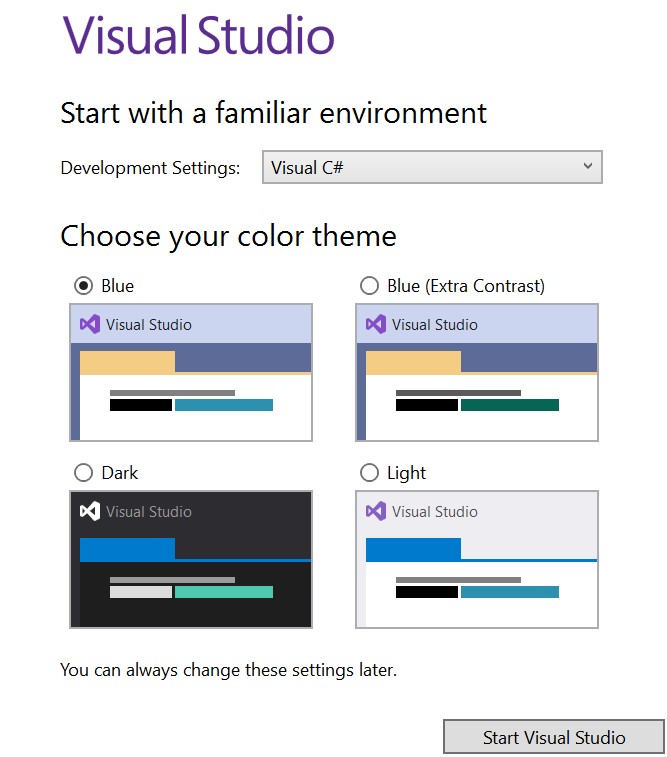 Visual Studio
Start with a familiar environment
Development Settings: Visual C#
Choose your color theme
Blue
Blue (Extra Contrast)
Visual Studio
Visual Studio
Dark
Light
Visual Studio
Visual Studio
You can always change these settings later.
Start Visual Studio